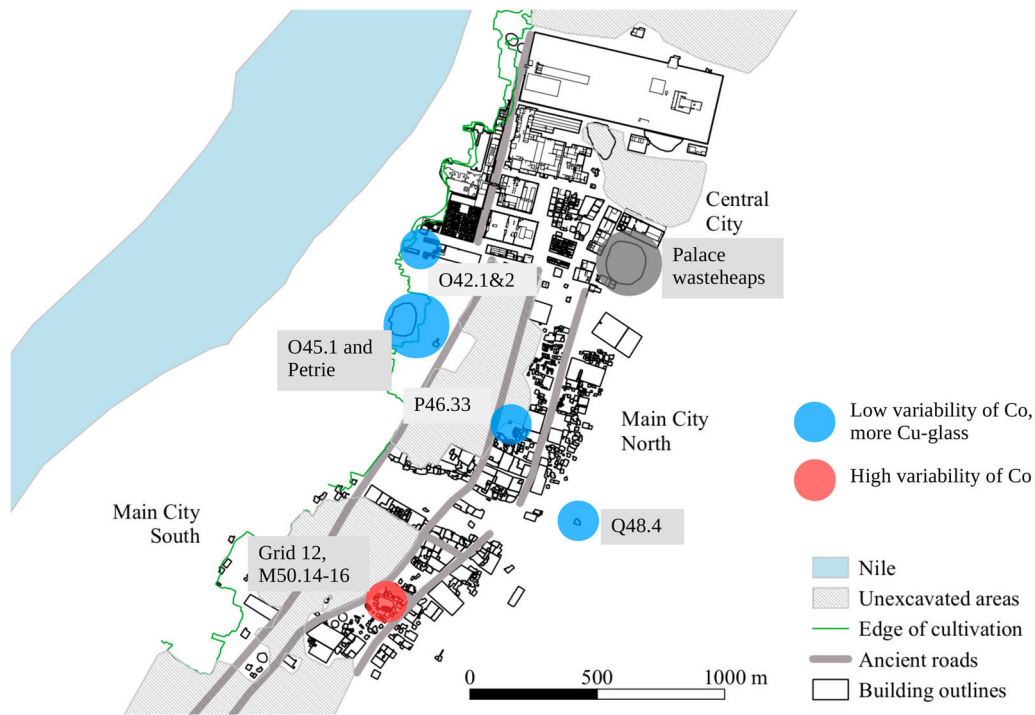 Central
City
Palace
wasteheaps
O42.1&2
O45.1 and
Petrie
P46.33
Main City
North
Low variability of Co,
more Cu-glass
High variability of Co
Main City
South
Q48.4
Grid 12,
M50.14-16
Nile
Unexcavated areas
Edge of cultivation
Ancient roads
Building outlines
0 500 1000 m